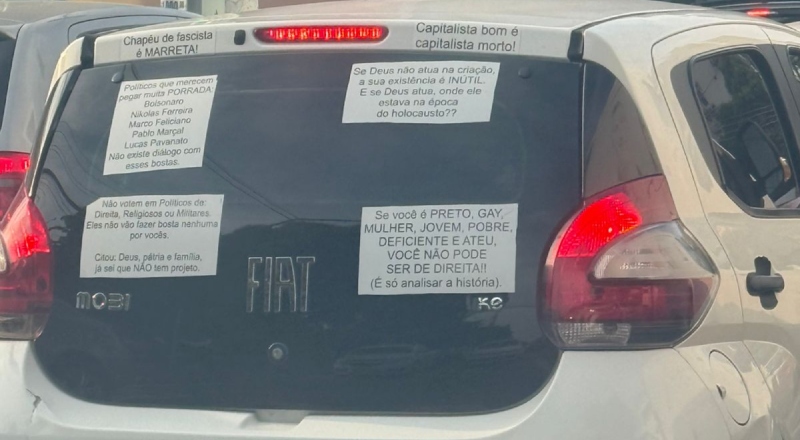 Chapéu de fascista
é MARRETA!
Capitalista bom é
capitalista morto!
Políticos que merecem
pegar muita PORRADA:
Bolsonaro
Nikolas Ferreira
Marco Feliciano
Pablo Marçal
Lucas Pavanato
Não existe diálogo com
esses bostas.
Se Deus não atua na criação,
a sua existência é INÚTIL.
E se Deus atua, onde ele
estava na época
do holocausto??
Não votem em Políticos de:
Direita, Religiosos ou Militares.
Eles não vão fazer bosta nenhuma
por vocês.
Citou: Deus, pátria e família,
já sei que NÃO tem projeto.
Se você é PRETO, GAY,
MULHER, JOVEM, POBRE,
DEFICIENTE E ATEU,
VOCÊ NÃO PODE
SER DE DIREITA!!
(É só analisar a história).
MOBI
FIAT